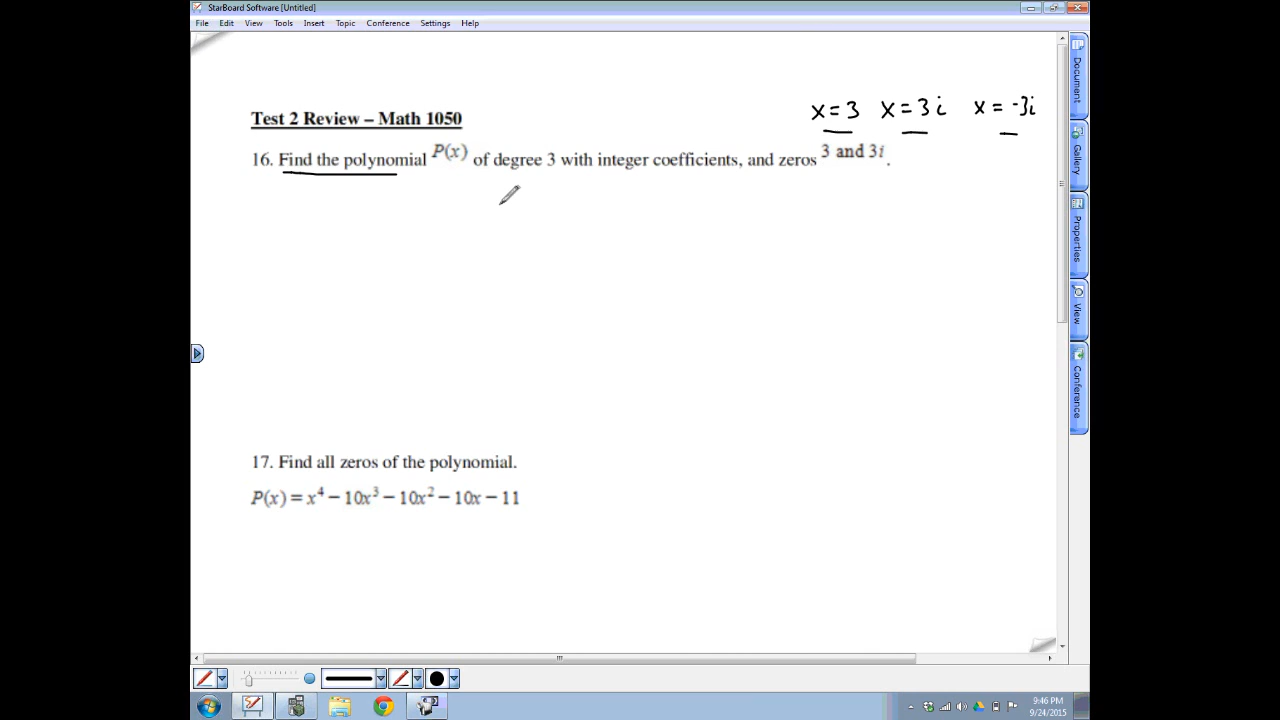 StarBoard Software [Untitled]
File Edit View Tools Insert Topic Conference Settings Help
x = 3 x = 3i x = -3i
Test 2 Review – Math 1050
16. Find the polynomial P(x) of degree 3 with integer coefficients, and zeros 3 and 3i.
17. Find all zeros of the polynomial.
P(x) = x⁴ − 10x³ − 10x² − 10x − 11
Document
Gallery
Properties
View
Conference
9:46 PM
9/24/2015